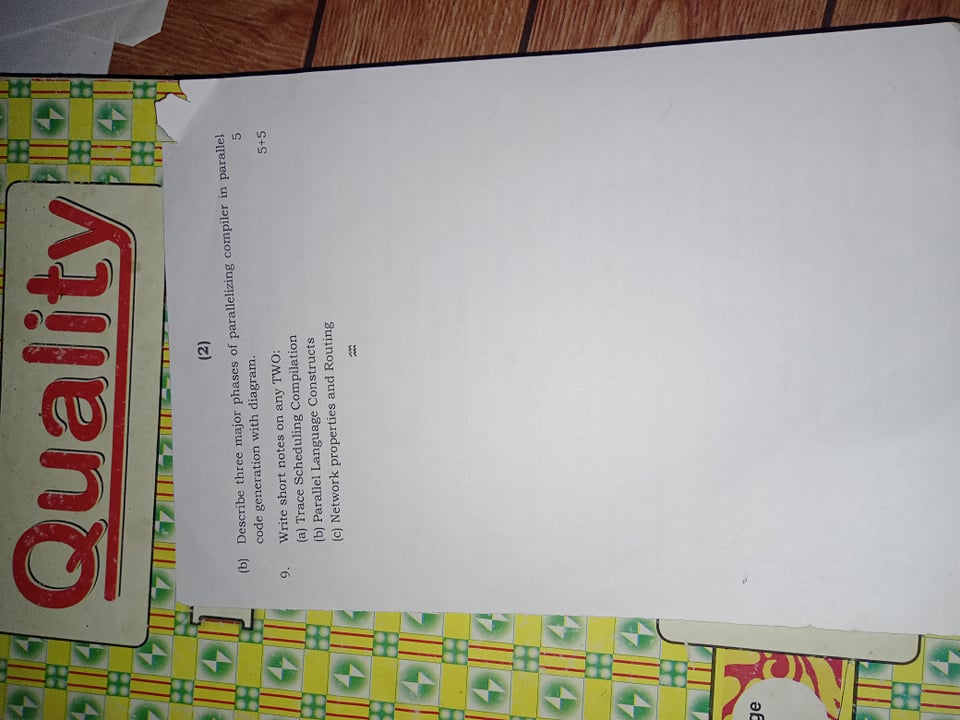 Quality
(2)
(b) Describe three major phases of parallelizing compiler in parallel
code generation with diagram. 5
9. Write short notes on any TWO: 5+5
(a) Trace Scheduling Compilation
(b) Parallel Language Constructs
(c) Network properties and Routing
ge